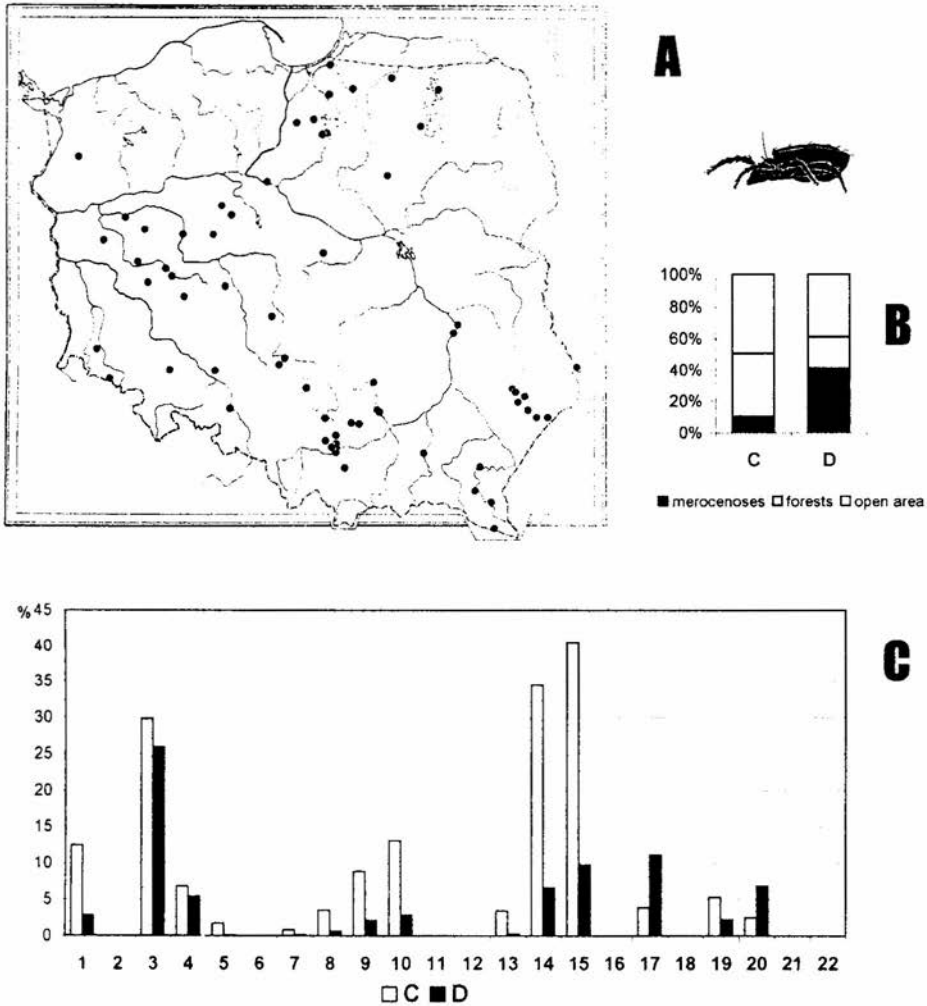 A
100%
80%
60%
40%
20%
0%
B
C D
■ merocenoses □ forests □ open area
% 45
40
35
30
25
20
15
10
5
0
C
1 2 3 4 5 6 7 8 9 10 11 12 13 14 15 16 17 18 19 20 21 22
□ C ■ D